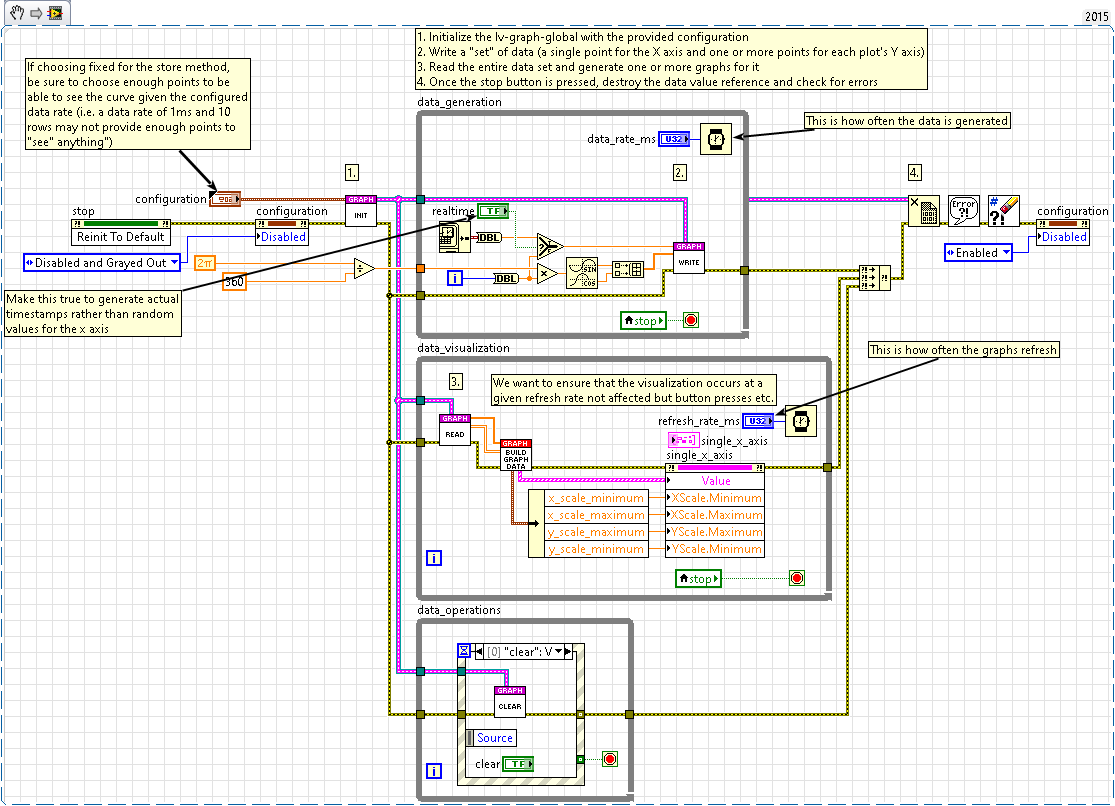 2015
1. Initialize the lv-graph-global with the provided configuration
2. Write a "set" of data (a single point for the X axis and one or more points for each plot's Y axis)
3. Read the entire data set and generate one or more graphs for it
4. Once the stop button is pressed, destroy the data value reference and check for errors
If choosing fixed for the store method,
be sure to choose enough points to be
able to see the curve given the configured
data rate (i.e. a data rate of 1ms and 10
rows may not provide enough points to
"see" anything")
data_generation
This is how often the data is generated
data_rate_ms
U32
1.
2.
4.
configuration
GRAPH
INIT
stop
Reinit To Default
configuration
Disabled
Disabled and Grayed Out
2π
360
÷
realtime
TF
DBL
i
DBL
x
SIN
COS
GRAPH
WRITE
stop
Error
?!
#
?!
configuration
Disabled
Enabled
Make this true to generate actual
timestamps rather than random
values for the x axis
data_visualization
This is how often the graphs refresh
3.
We want to ensure that the visualization occurs at a
given refresh rate not affected but button presses etc.
GRAPH
READ
refresh_rate_ms
U32
single_x_axis
single_x_axis
GRAPH
BUILD
GRAPH
DATA
Value
x_scale_minimum
XScale.Minimum
x_scale_maximum
XScale.Maximum
y_scale_maximum
YScale.Maximum
y_scale_minimum
YScale.Minimum
i
stop
data_operations
[0] "clear": V
GRAPH
CLEAR
Source
clear
TF
i